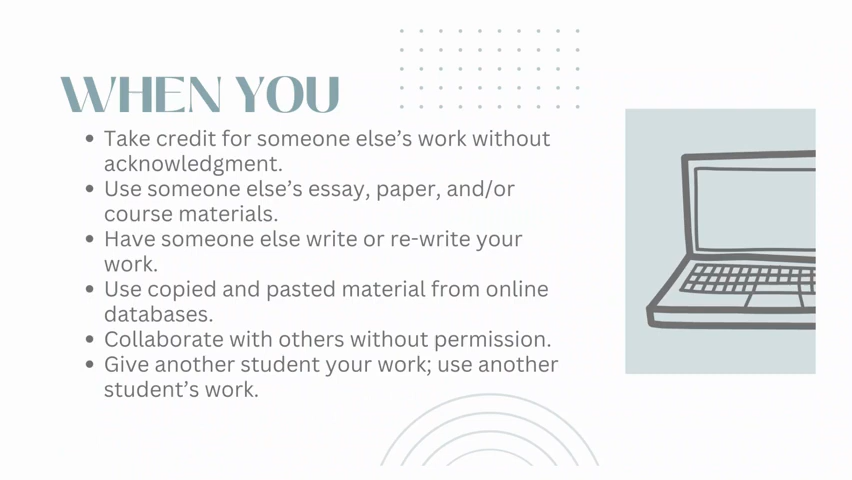 WHEN YOU
• Take credit for someone else’s work without
acknowledgment.
• Use someone else’s essay, paper, and/or
course materials.
• Have someone else write or re-write your
work.
• Use copied and pasted material from online
databases.
• Collaborate with others without permission.
• Give another student your work; use another
student’s work.